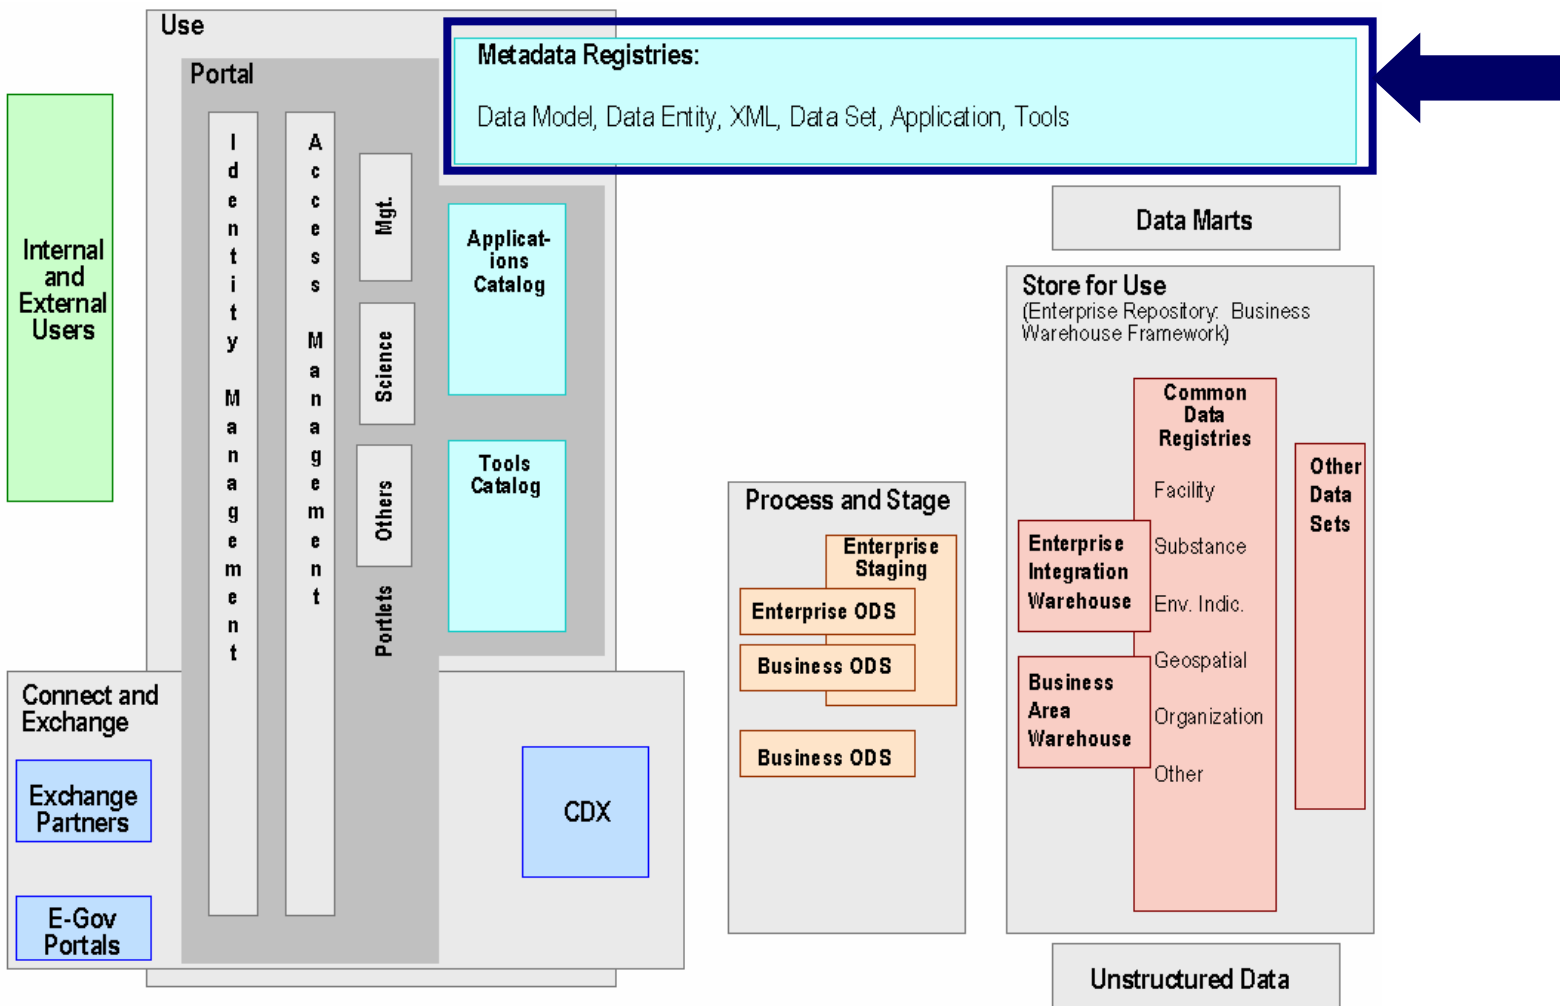 Use
Portal
Metadata Registries:
Data Model, Data Entity, XML, Data Set, Application, Tools
Internal
and
External
Users
Identity Management
Access Management
Mgt.
Science
Others
Portlets
Applicat-
ions
Catalog
Tools
Catalog
Connect and
Exchange
Exchange
Partners
E-Gov
Portals
CDX
Process and Stage
Enterprise
Staging
Enterprise ODS
Business ODS
Business ODS
Data Marts
Store for Use
(Enterprise Repository: Business
Warehouse Framework)
Common
Data
Registries
Facility
Substance
Env. Indic.
Geospatial
Organization
Other
Enterprise
Integration
Warehouse
Business
Area
Warehouse
Other
Data
Sets
Unstructured Data